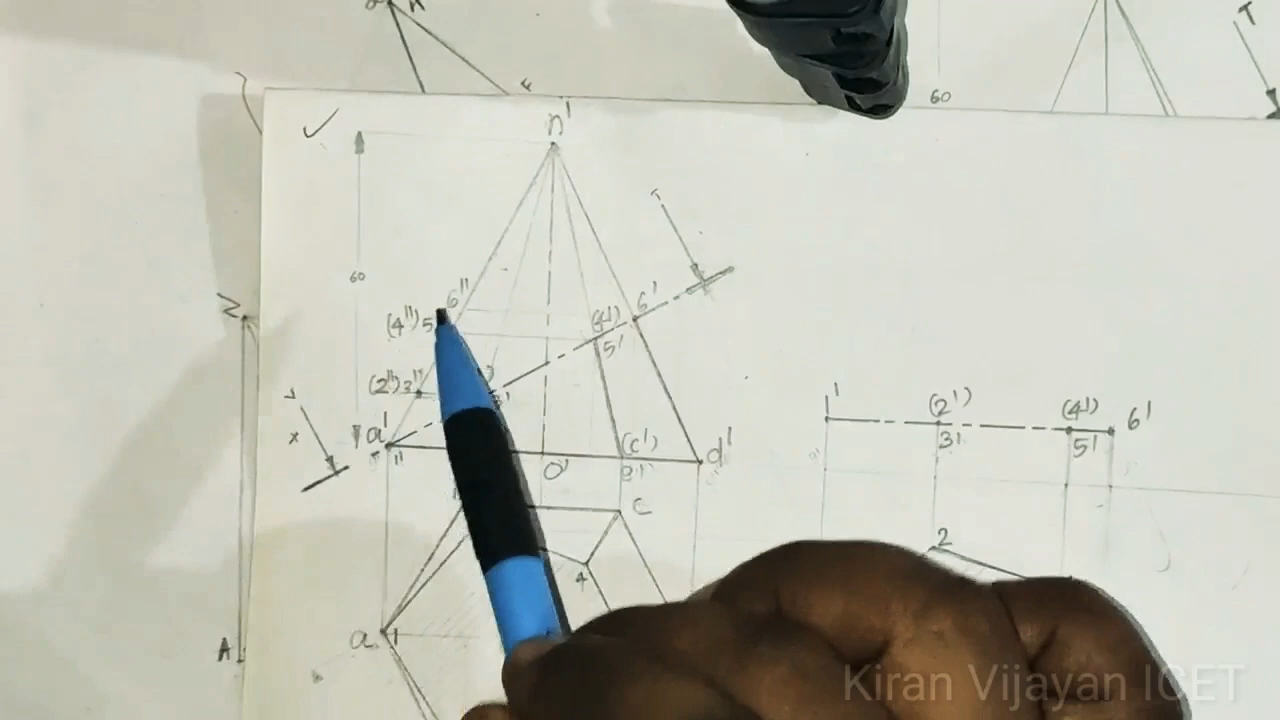 A
F
60
T
n'
T
60
6''
(4'')5
6'
(4')
5'
N
(2'')3''
3'
V
X
a'
1'
o'
(c')
d'
1'
(2')
3'
(4')
5'
6'
c
2
4
a
1
A
Kiran Vijayan ICET